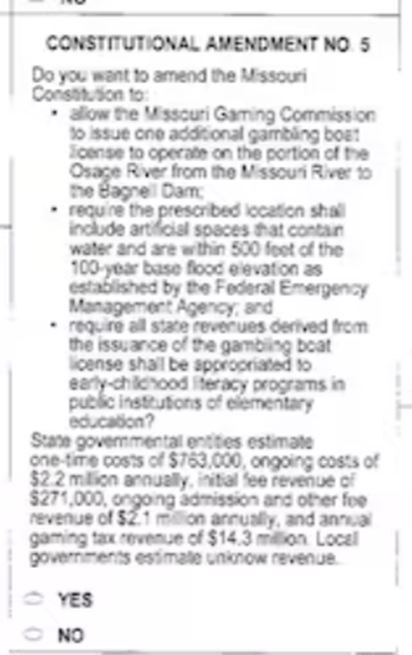 NO
CONSTITUTIONAL AMENDMENT NO. 5
Do you want to amend the Missouri
Constitution to:
• allow the Missouri Gaming Commission
to issue one additional gambling boat
license to operate on the portion of the
Osage River from the Missouri River to
the Bagnell Dam;
• require the prescribed location shall
include artificial spaces that contain
water and are within 500 feet of the
100-year base flood elevation as
established by the Federal Emergency
Management Agency; and
• require all state revenues derived from
the issuance of the gambling boat
license shall be appropriated to
early-childhood literacy programs in
public institutions of elementary
education?
State governmental entities estimate
one-time costs of $763,000, ongoing costs of
$2.2 million annually, initial fee revenue of
$271,000, ongoing admission and other fee
revenue of $2.1 million annually, and annual
gaming tax revenue of $14.3 million. Local
governments estimate unknow revenue.
YES
NO